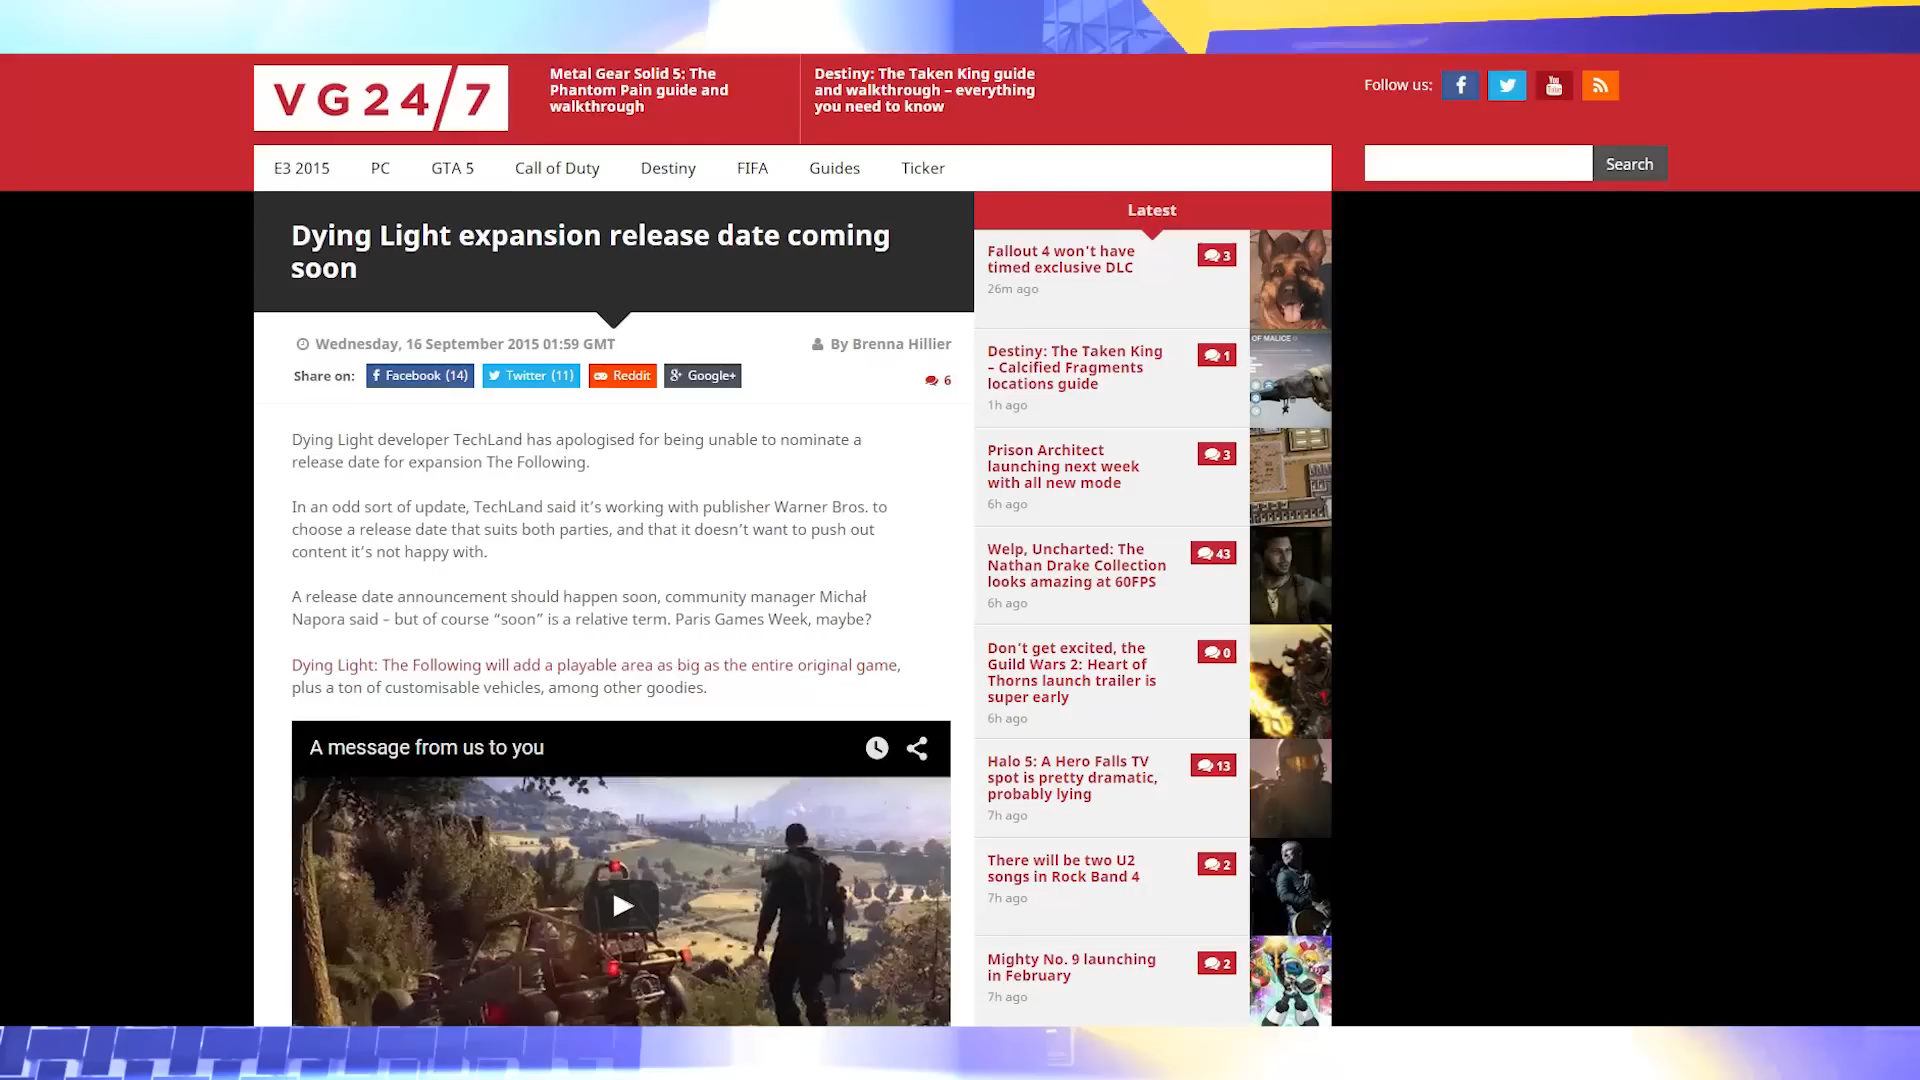 VG24/7
Metal Gear Solid 5: The
Phantom Pain guide and
walkthrough
Destiny: The Taken King guide
and walkthrough – everything
you need to know
Follow us:
You
Tube
E3 2015
PC
GTA 5
Call of Duty
Destiny
FIFA
Guides
Ticker
Search
Dying Light expansion release date coming
soon
Wednesday, 16 September 2015 01:59 GMT
By Brenna Hillier
Share on:
Facebook (14)
Twitter (11)
Reddit
Google+
6
Dying Light developer TechLand has apologised for being unable to nominate a
release date for expansion The Following.
In an odd sort of update, TechLand said it’s working with publisher Warner Bros. to
choose a release date that suits both parties, and that it doesn’t want to push out
content it’s not happy with.
A release date announcement should happen soon, community manager Michał
Napora said – but of course “soon” is a relative term. Paris Games Week, maybe?
Dying Light: The Following will add a playable area as big as the entire original game,
plus a ton of customisable vehicles, among other goodies.
A message from us to you
Latest
Fallout 4 won’t have
timed exclusive DLC
3
26m ago
Destiny: The Taken King
– Calcified Fragments
locations guide
1
1h ago
OF MALICE
Prison Architect
launching next week
with all new mode
3
6h ago
Welp, Uncharted: The
Nathan Drake Collection
looks amazing at 60FPS
43
6h ago
Don’t get excited, the
Guild Wars 2: Heart of
Thorns launch trailer is
super early
0
6h ago
Halo 5: A Hero Falls TV
spot is pretty dramatic,
probably lying
13
7h ago
There will be two U2
songs in Rock Band 4
2
7h ago
Mighty No. 9 launching
in February
2
7h ago